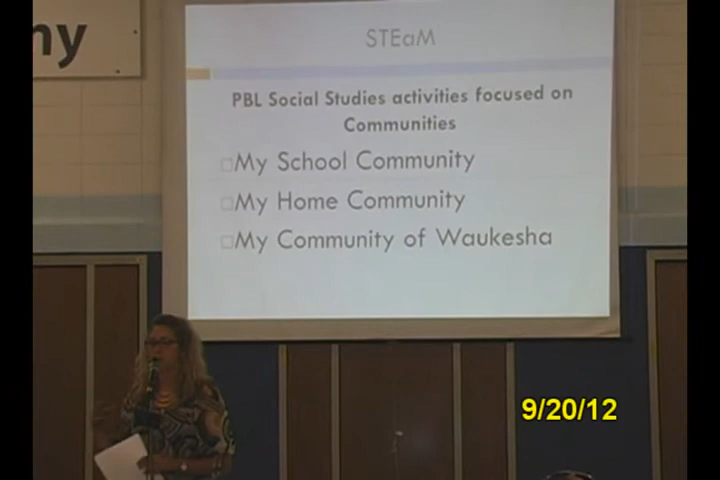 my
STEaM
PBL Social Studies activities focused on
Communities
My School Community
My Home Community
My Community of Waukesha
9/20/12